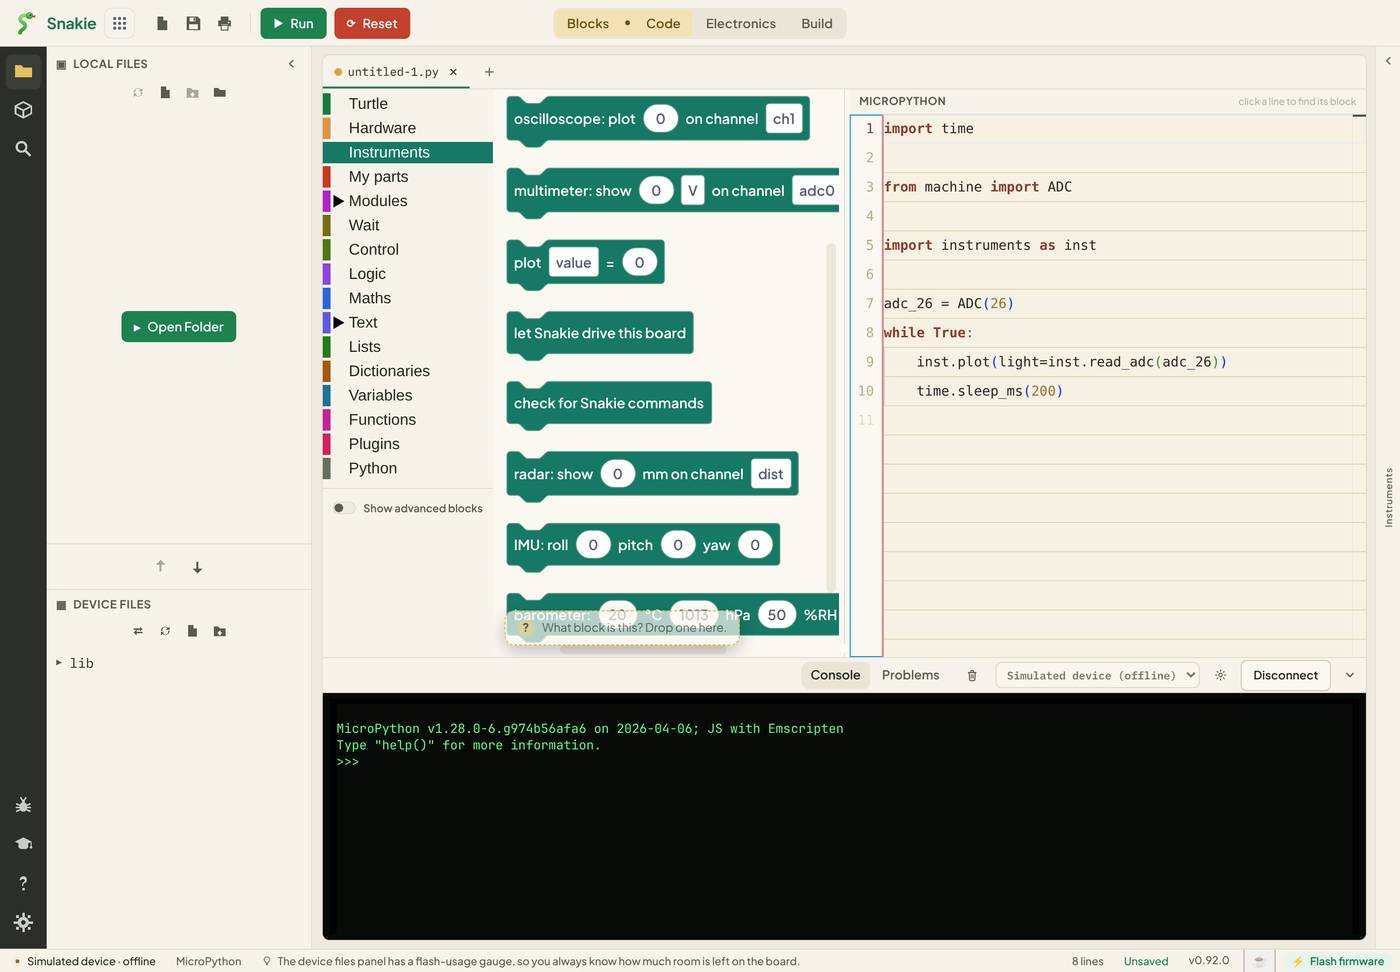 Snakie
Run
Reset
Blocks • Code
Electronics
Build
LOCAL FILES
Open Folder
DEVICE FILES
lib
untitled-1.py
Turtle
Hardware
Instruments
My parts
Modules
Wait
Control
Logic
Maths
Text
Lists
Dictionaries
Variables
Functions
Plugins
Python
Show advanced blocks
oscilloscope: plot 0 on channel ch1
multimeter: show 0 V on channel adc0
plot value = 0
let Snakie drive this board
check for Snakie commands
radar: show 0 mm on channel dist
IMU: roll 0 pitch 0 yaw 0
barometer: 20 °C 1013 hPa 50 %RH
? What block is this? Drop one here.
MICROPYTHON
click a line to find its block
1 import time
2
3 from machine import ADC
4
5 import instruments as inst
6
7 adc_26 = ADC(26)
8 while True:
9 inst.plot(light=inst.read_adc(adc_26))
10 time.sleep_ms(200)
11
Instruments
Console
Problems
Simulated device (offline)
Disconnect
MicroPython v1.28.0-6.g974b56afa6 on 2026-04-06; JS with Emscripten
Type "help()" for more information.
>>>
Simulated device · offline
MicroPython
The device files panel has a flash-usage gauge, so you always know how much room is left on the board.
8 lines
Unsaved
v0.92.0
Flash firmware